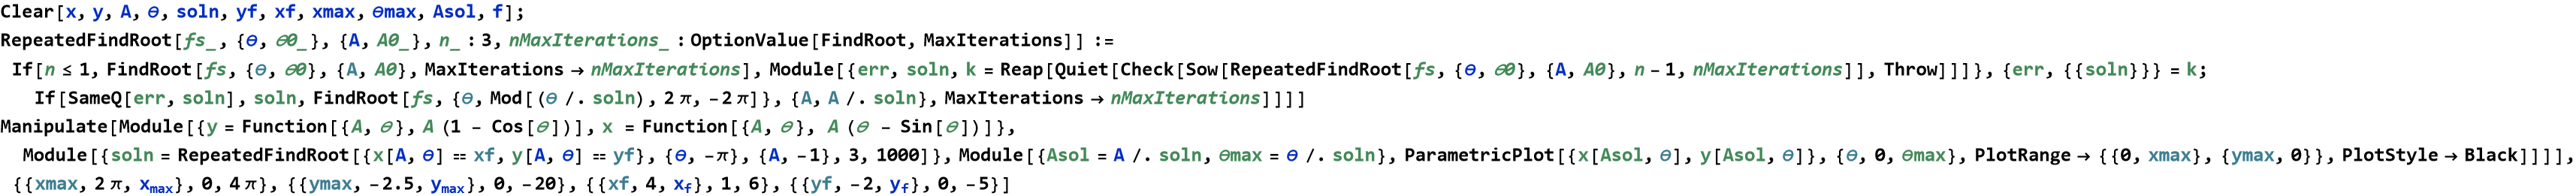 Clear[x, y, A, θ, soln, yf, xf, xmax, θmax, Asol, f];
RepeatedFindRoot[fs_, {θ, θ0_}, {A, A0_}, n_ : 3, nMaxIterations_ : OptionValue[FindRoot, MaxIterations]] :=
If[n ≤ 1, FindRoot[fs, {θ, θ0}, {A, A0}, MaxIterations → nMaxIterations], Module[{err, soln, k = Reap[Quiet[Check[Sow[RepeatedFindRoot[fs, {θ, θ0}, {A, A0}, n - 1, nMaxIterations]], Throw]]]}, {err, {{soln}}} = k;
If[SameQ[err, soln], soln, FindRoot[fs, {θ, Mod[(θ /. soln), 2 π, -2 π]}, {A, A /. soln}, MaxIterations → nMaxIterations]]]]
Manipulate[Module[{y = Function[{A, θ}, A (1 - Cos[θ])], x = Function[{A, θ}, A (θ - Sin[θ])]},
Module[{soln = RepeatedFindRoot[{x[A, θ] == xf, y[A, θ] == yf}, {θ, -π}, {A, -1}, 3, 1000]}, Module[{Asol = A /. soln, θmax = θ /. soln}, ParametricPlot[{x[Asol, θ], y[Asol, θ]}, {θ, 0, θmax}, PlotRange → {{0, xmax}, {ymax, 0}}, PlotStyle → Black]]]],
{{xmax, 2 π, xmax}, 0, 4 π}, {{ymax, -2.5, ymax}, 0, -20}, {{xf, 4, xf}, 1, 6}, {{yf, -2, yf}, 0, -5}]